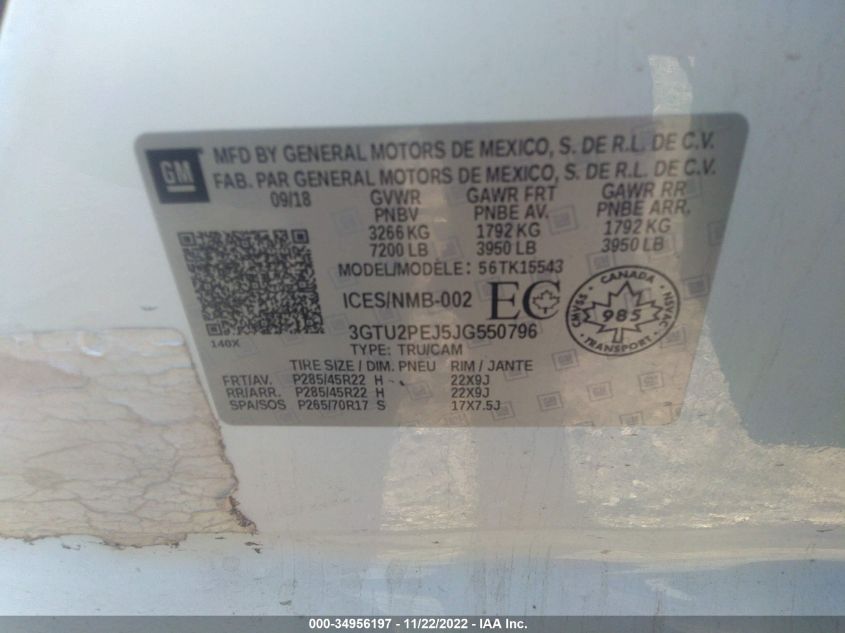 GM
MFD BY GENERAL MOTORS DE MEXICO, S. DE R.L. DE C.V.
FAB. PAR GENERAL MOTORS DE MEXICO, S. DE R.L. DE C.V.
09/18 GVWR GAWR FRT GAWR RR
PNBV PNBE AV. PNBE ARR.
3266 KG 1792 KG 1792 KG
7200 LB 3950 LB 3950 LB
MODEL/MODÈLE: 56TK15543
ICES/NMB-002 EC
CANADA
CMVSS 985 NSVAC
TRANSPORT
3GTU2PEJ5JG550796
140X
TYPE: TRU/CAM
TIRE SIZE / DIM. PNEU RIM / JANTE
FRT/AV. P285/45R22 H 22X9J
RR/ARR. P285/45R22 H 22X9J
SPA/SOS P265/70R17 S 17X7.5J
000-34956197 - 11/22/2022 - IAA Inc.